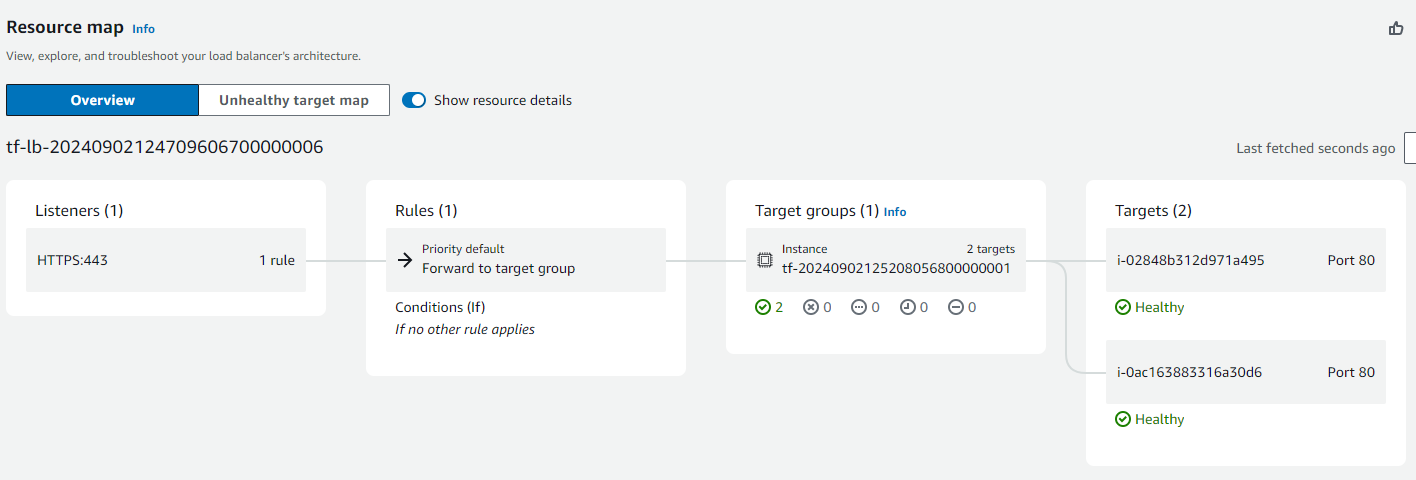 Resource map Info
View, explore, and troubleshoot your load balancer's architecture.
Overview
Unhealthy target map
Show resource details
tf-lb-20240902124709606700000006
Last fetched seconds ago
Listeners (1)
HTTPS:443 1 rule
Rules (1)
Priority default
Forward to target group
Conditions (If)
If no other rule applies
Target groups (1) Info
Instance 2 targets
tf-20240902125208056800000001
2 0 0 0 0
Targets (2)
i-02848b312d971a495 Port 80
Healthy
i-0ac163883316a30d6 Port 80
Healthy